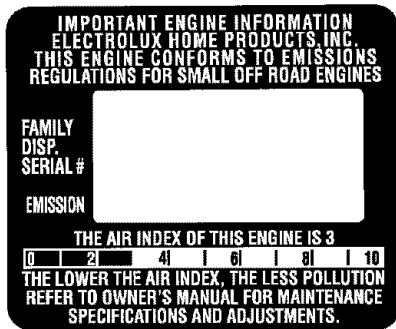 IMPORTANT ENGINE INFORMATION
ELECTROLUX HOME PRODUCTS, INC.
THIS ENGINE CONFORMS TO EMISSIONS
REGULATIONS FOR SMALL OFF ROAD ENGINES
FAMILY
DISP.
SERIAL #
EMISSION
THE AIR INDEX OF THIS ENGINE IS 3
0 2 4 6 8 10
THE LOWER THE AIR INDEX, THE LESS POLLUTION
REFER TO OWNER'S MANUAL FOR MAINTENANCE
SPECIFICATIONS AND ADJUSTMENTS.